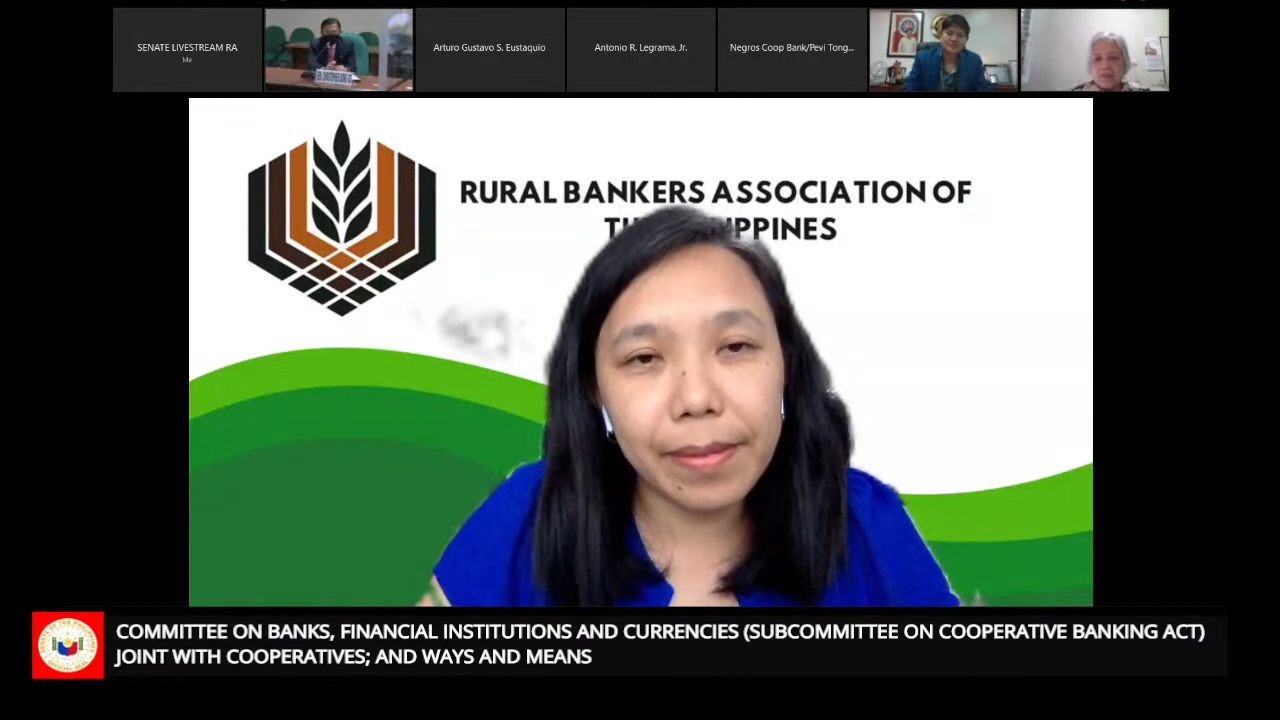 SENATE LIVESTREAM RA
Me
Arturo Gustavo S. Eustaquio
Antonio R. Legrama, Jr.
Negros Coop Bank/Pevi Tong...
RURAL BANKERS ASSOCIATION OF
COMMITTEE ON BANKS, FINANCIAL INSTITUTIONS AND CURRENCIES (SUBCOMMITTEE ON COOPERATIVE BANKING ACT)
JOINT WITH COOPERATIVES; AND WAYS AND MEANS